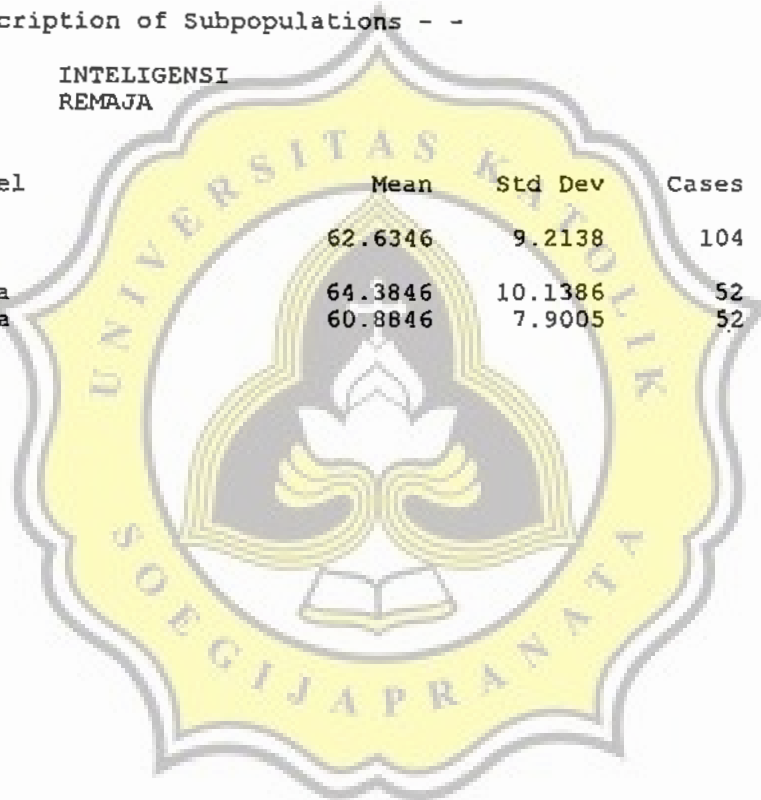 cription of Subpopulations - -
INTELIGENSI
REMAJA
el Mean Std Dev Cases
62.6346 9.2138 104
a 64.3846 10.1386 52
a 60.8846 7.9005 52
UNIVERSITAS KATOLIK
SOEGIJAPRANATA